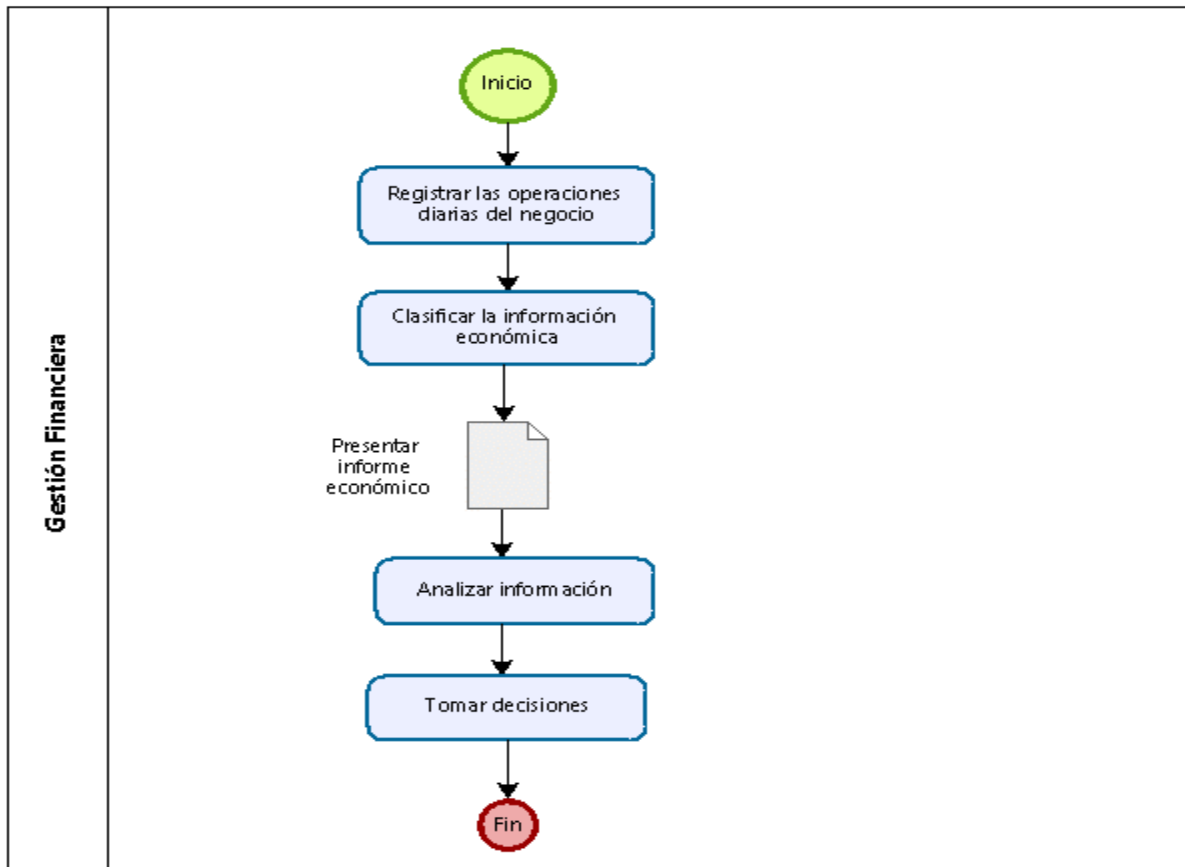 Gestión Financiera
Inicio
Registrar las operaciones
diarias del negocio
Clasificar la información
económica
Presentar
informe
económico
Analizar información
Tomar decisiones
Fin